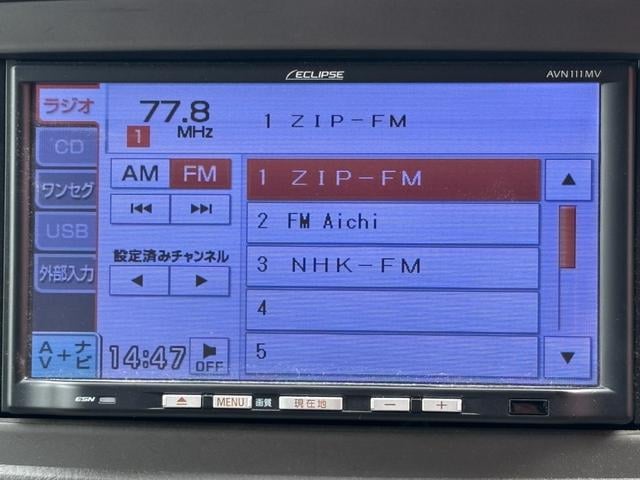 ECLIPSE
AVN111MV
ラジオ
77.8 MHz
1
1 ZIP-FM
CD
AM FM
1 ZIP-FM
ワンセグ
2 FM Aichi
USB
設定済みチャンネル
3 NHK-FM
外部入力
4
AV+ナビ
14:47
OFF
5
ESN
MENU 画質 現在地 − +